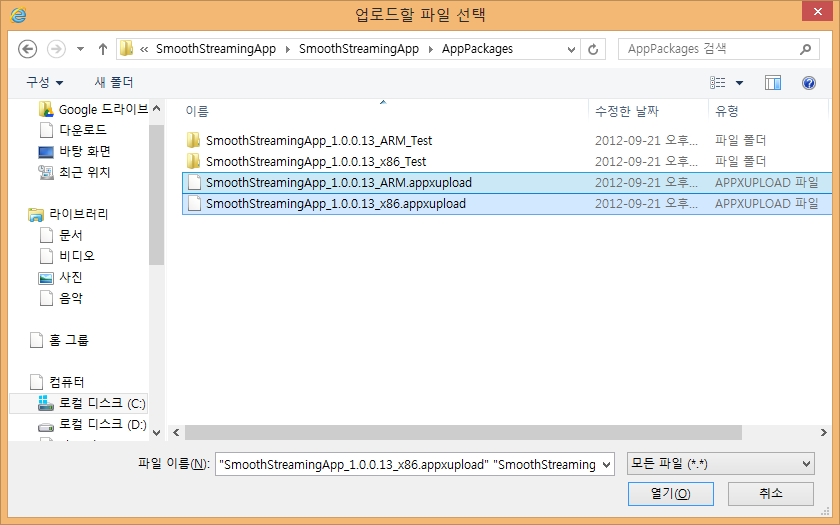 업로드할 파일 선택
« SmoothStreamingApp SmoothStreamingApp AppPackages
AppPackages 검색
구성 새 폴더
이름 수정한 날짜 유형
Google 드라이브
다운로드
바탕 화면
최근 위치
라이브러리
문서
비디오
사진
음악
홈 그룹
컴퓨터
로컬 디스크 (C:)
로컬 디스크 (D:)
SmoothStreamingApp_1.0.0.13_ARM_Test 2012-09-21 오후... 파일 폴더
SmoothStreamingApp_1.0.0.13_x86_Test 2012-09-21 오후... 파일 폴더
SmoothStreamingApp_1.0.0.13_ARM.appxupload 2012-09-21 오후... APPXUPLOAD 파일
SmoothStreamingApp_1.0.0.13_x86.appxupload 2012-09-21 오후... APPXUPLOAD 파일
파일 이름(N): "SmoothStreamingApp_1.0.0.13_x86.appxupload" "SmoothStreaming 모든 파일 (*.*)
열기(O) 취소